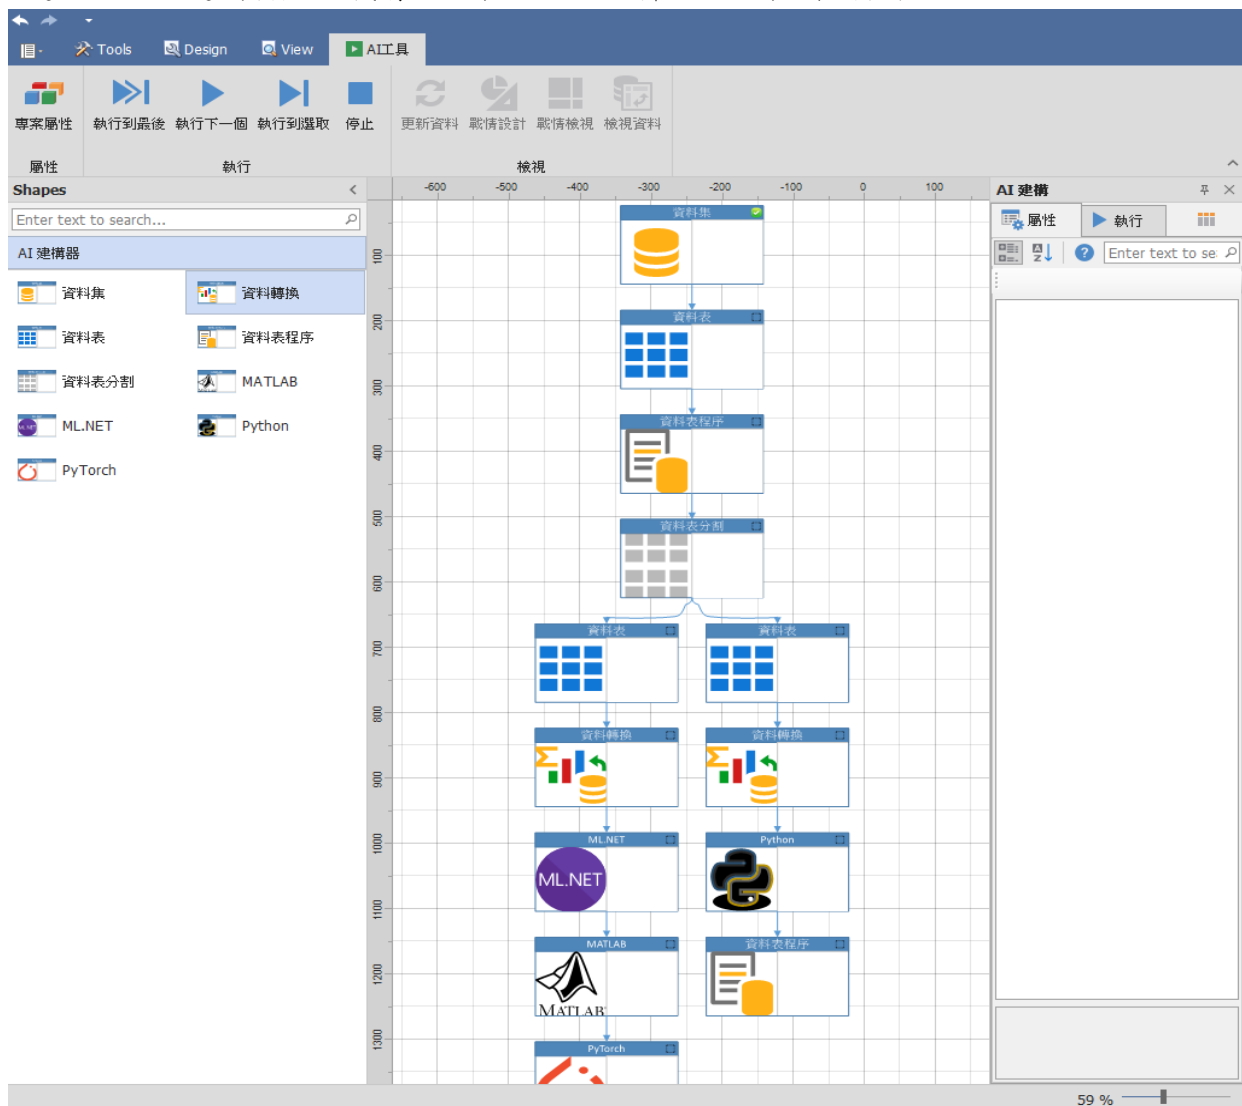 Tools
Design
View
AI工具
專案屬性
執行到最後
執行下一個
執行到選取
停止
更新資料
戰情設計
戰情檢視
檢視資料
屬性
執行
檢視
Shapes
Enter text to search...
AI 建構器
資料集
資料轉換
資料表
資料表程序
資料表分割
MATLAB
ML.NET
Python
PyTorch
-600 -500 -400 -300 -200 -100 0 100
100
200
300
400
500
600
700
800
900
1000
1100
1200
1300
資料集
資料表
資料表程序
資料表分割
資料表
資料表
資料轉換
資料轉換
ML.NET
Python
ML.NET
MATLAB
資料表程序
MATLAB
PyTorch
AI 建構
屬性
執行
Enter text to se
59 %